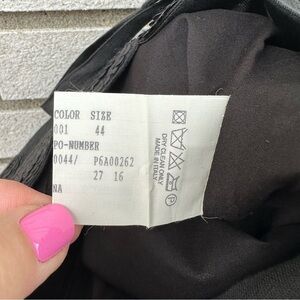 COLOR SIZE
001 44
PO-NUMBER
0044/ P6A00262
27 16
NA
DRY CLEAN ONLY
MADE IN ITALY
P